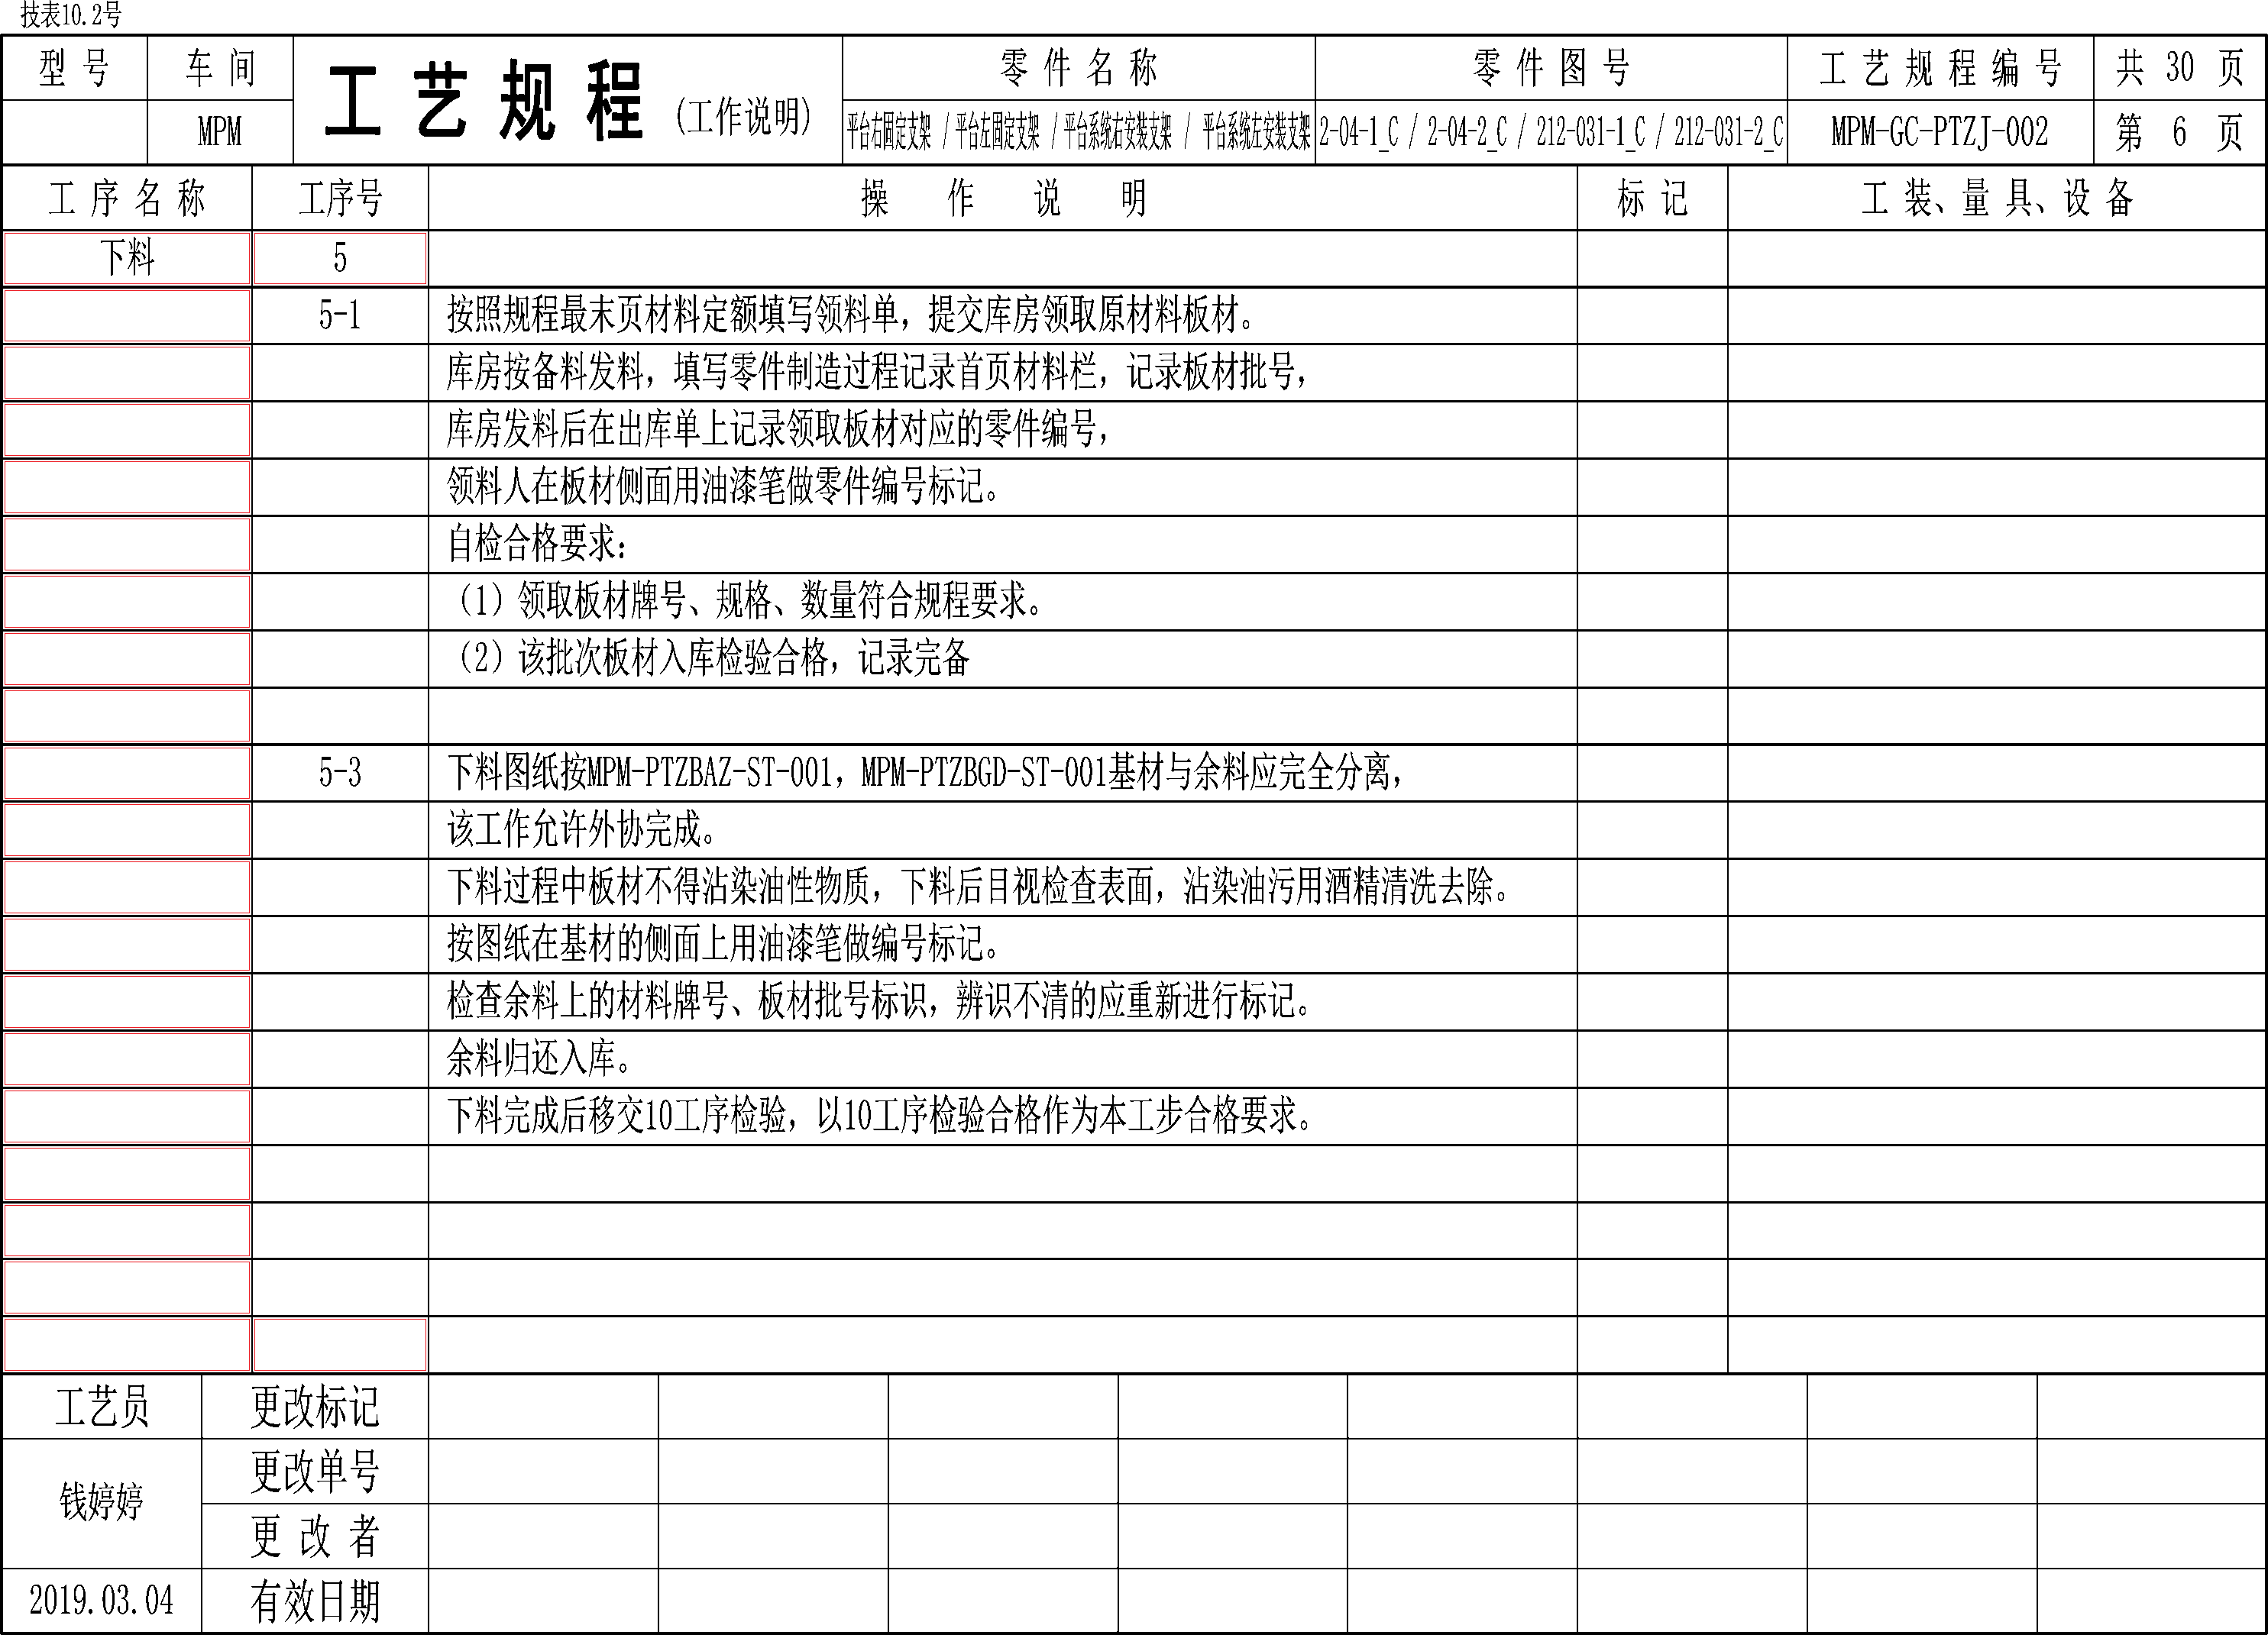 技表10.2号
型 号 车 间 工 艺 规 程 (工作说明) 零 件 名 称 零 件 图 号 工 艺 规 程 编 号 共 30 页
MPM 平台右固定支架 / 平台左固定支架 / 平台系统右安装支架 / 平台系统左安装支架 2-04-1_C / 2-04-2_C / 212-031-1_C / 212-031-2_C MPM-GC-PTZJ-002 第 6 页
工 序 名 称 工序号 操 作 说 明 标 记 工 装、量 具、设 备
下料 5
5-1 按照规程最末页材料定额填写领料单，提交库房领取原材料板材。
库房按备料发料，填写零件制造过程记录首页材料栏，记录板材批号，
库房发料后在出库单上记录领取板材对应的零件编号，
领料人在板材侧面用油漆笔做零件编号标记。
自检合格要求：
（1）领取板材牌号、规格、数量符合规程要求。
（2）该批次板材入库检验合格，记录完备
5-3 下料图纸按MPM-PTZBAZ-ST-001，MPM-PTZBGD-ST-001基材与余料应完全分离，
该工作允许外协完成。
下料过程中板材不得沾染油性物质，下料后目视检查表面，沾染油污用酒精清洗去除。
按图纸在基材的侧面上用油漆笔做编号标记。
检查余料上的材料牌号、板材批号标识，辨识不清的应重新进行标记。
余料归还入库。
下料完成后移交10工序检验，以10工序检验合格作为本工步合格要求。
工艺员 更改标记
更改单号
钱婷婷
更 改 者
2019.03.04 有效日期